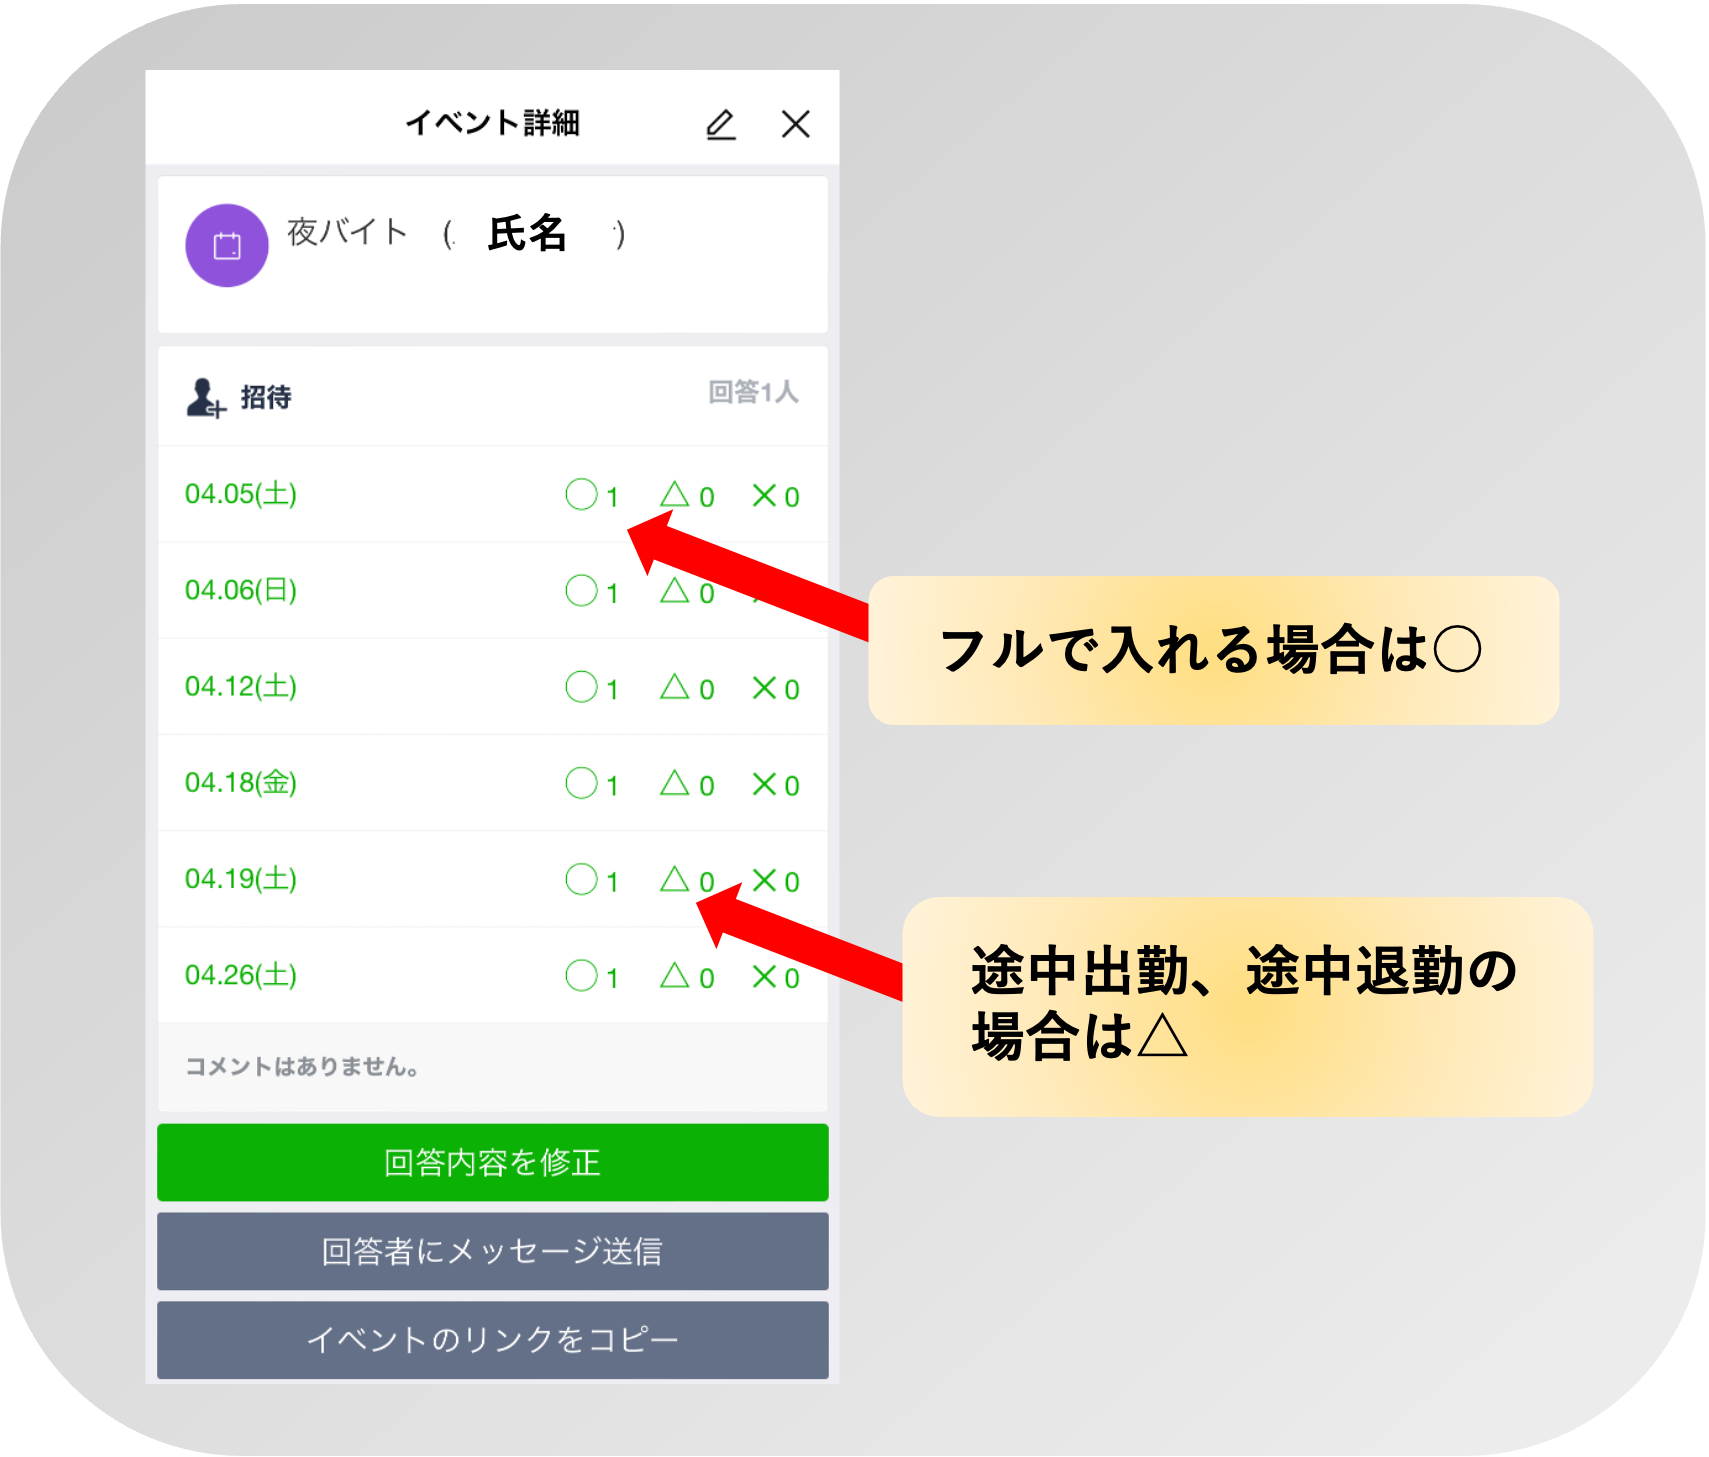 イベント詳細
夜バイト ( 氏名 )
招待 回答1人
04.05(土) ○1 △0 ×0
04.06(日) ○1 △0
04.12(土) ○1 △0 ×0
04.18(金) ○1 △0 ×0
04.19(土) ○1 △0 ×0
04.26(土) ○1 △0 ×0
コメントはありません。
回答内容を修正
回答者にメッセージ送信
イベントのリンクをコピー
フルで入れる場合は○
途中出勤、途中退勤の
場合は△